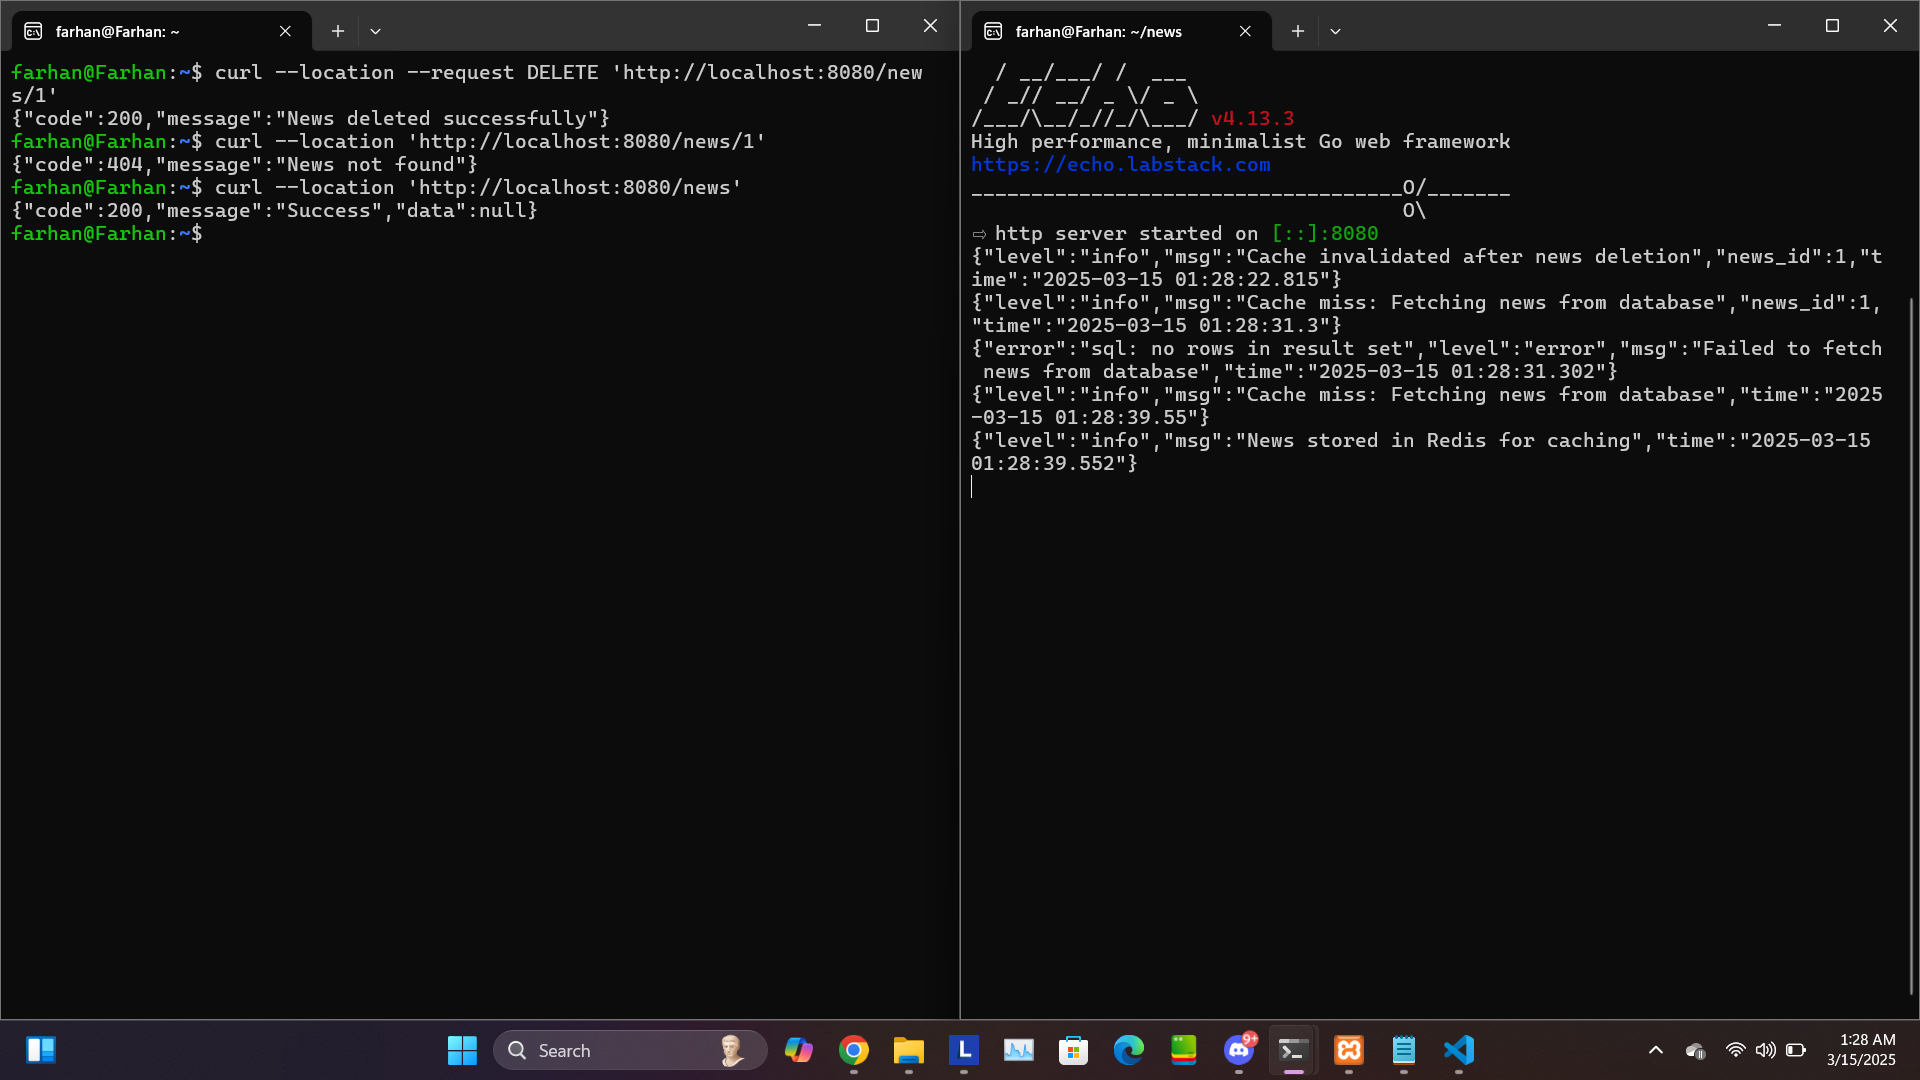 farhan@Farhan: ~
farhan@Farhan:~$ curl --location --request DELETE 'http://localhost:8080/new
s/1'
{"code":200,"message":"News deleted successfully"}
farhan@Farhan:~$ curl --location 'http://localhost:8080/news/1'
{"code":404,"message":"News not found"}
farhan@Farhan:~$ curl --location 'http://localhost:8080/news'
{"code":200,"message":"Success","data":null}
farhan@Farhan:~$
farhan@Farhan: ~/news
   / __/___/ /  ___
  / _// __/ _ \/ _ \
/___/\__/_//_/\___/ v4.13.3
High performance, minimalist Go web framework
https://echo.labstack.com
____________________________________O/_______
                                    O\
⇨ http server started on [::]:8080
{"level":"info","msg":"Cache invalidated after news deletion","news_id":1,"t
ime":"2025-03-15 01:28:22.815"}
{"level":"info","msg":"Cache miss: Fetching news from database","news_id":1,
"time":"2025-03-15 01:28:31.3"}
{"error":"sql: no rows in result set","level":"error","msg":"Failed to fetch
 news from database","time":"2025-03-15 01:28:31.302"}
{"level":"info","msg":"Cache miss: Fetching news from database","time":"2025
-03-15 01:28:39.55"}
{"level":"info","msg":"News stored in Redis for caching","time":"2025-03-15
01:28:39.552"}
Search
L
9+
1:28 AM
3/15/2025